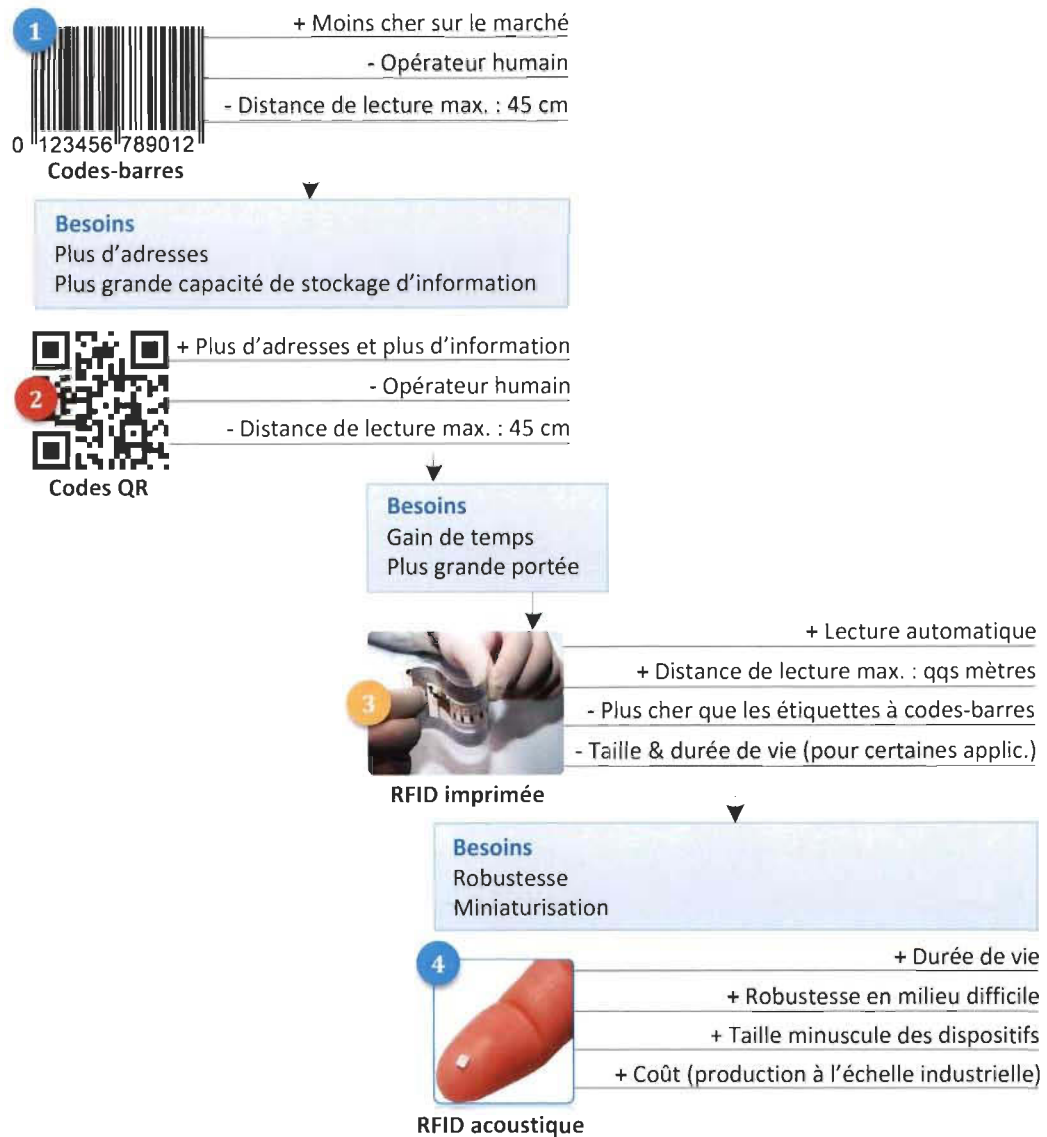 1
+ Moins cher sur le marché
- Opérateur humain
- Distance de lecture max. : 45 cm
0 123456 789012
Codes-barres
Besoins
Plus d'adresses
Plus grande capacité de stockage d'information
+ Plus d'adresses et plus d'information
- Opérateur humain
2
- Distance de lecture max. : 45 cm
Codes QR
Besoins
Gain de temps
Plus grande portée
+ Lecture automatique
+ Distance de lecture max. : qqs mètres
3
- Plus cher que les étiquettes à codes-barres
- Taille & durée de vie (pour certaines applic.)
RFID imprimée
Besoins
Robustesse
Miniaturisation
4
+ Durée de vie
+ Robustesse en milieu difficile
+ Taille minuscule des dispositifs
+ Coût (production à l'échelle industrielle)
RFID acoustique